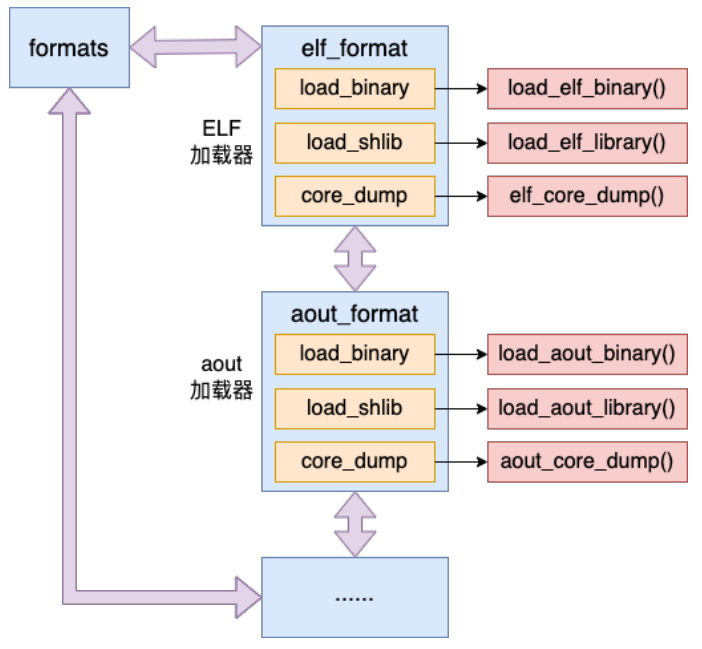 formats
elf_format
load_binary
load_elf_binary()
ELF
加载器
load_shlib
load_elf_library()
core_dump
elf_core_dump()
aout_format
load_binary
load_aout_binary()
aout
加载器
load_shlib
load_aout_library()
core_dump
aout_core_dump()
......